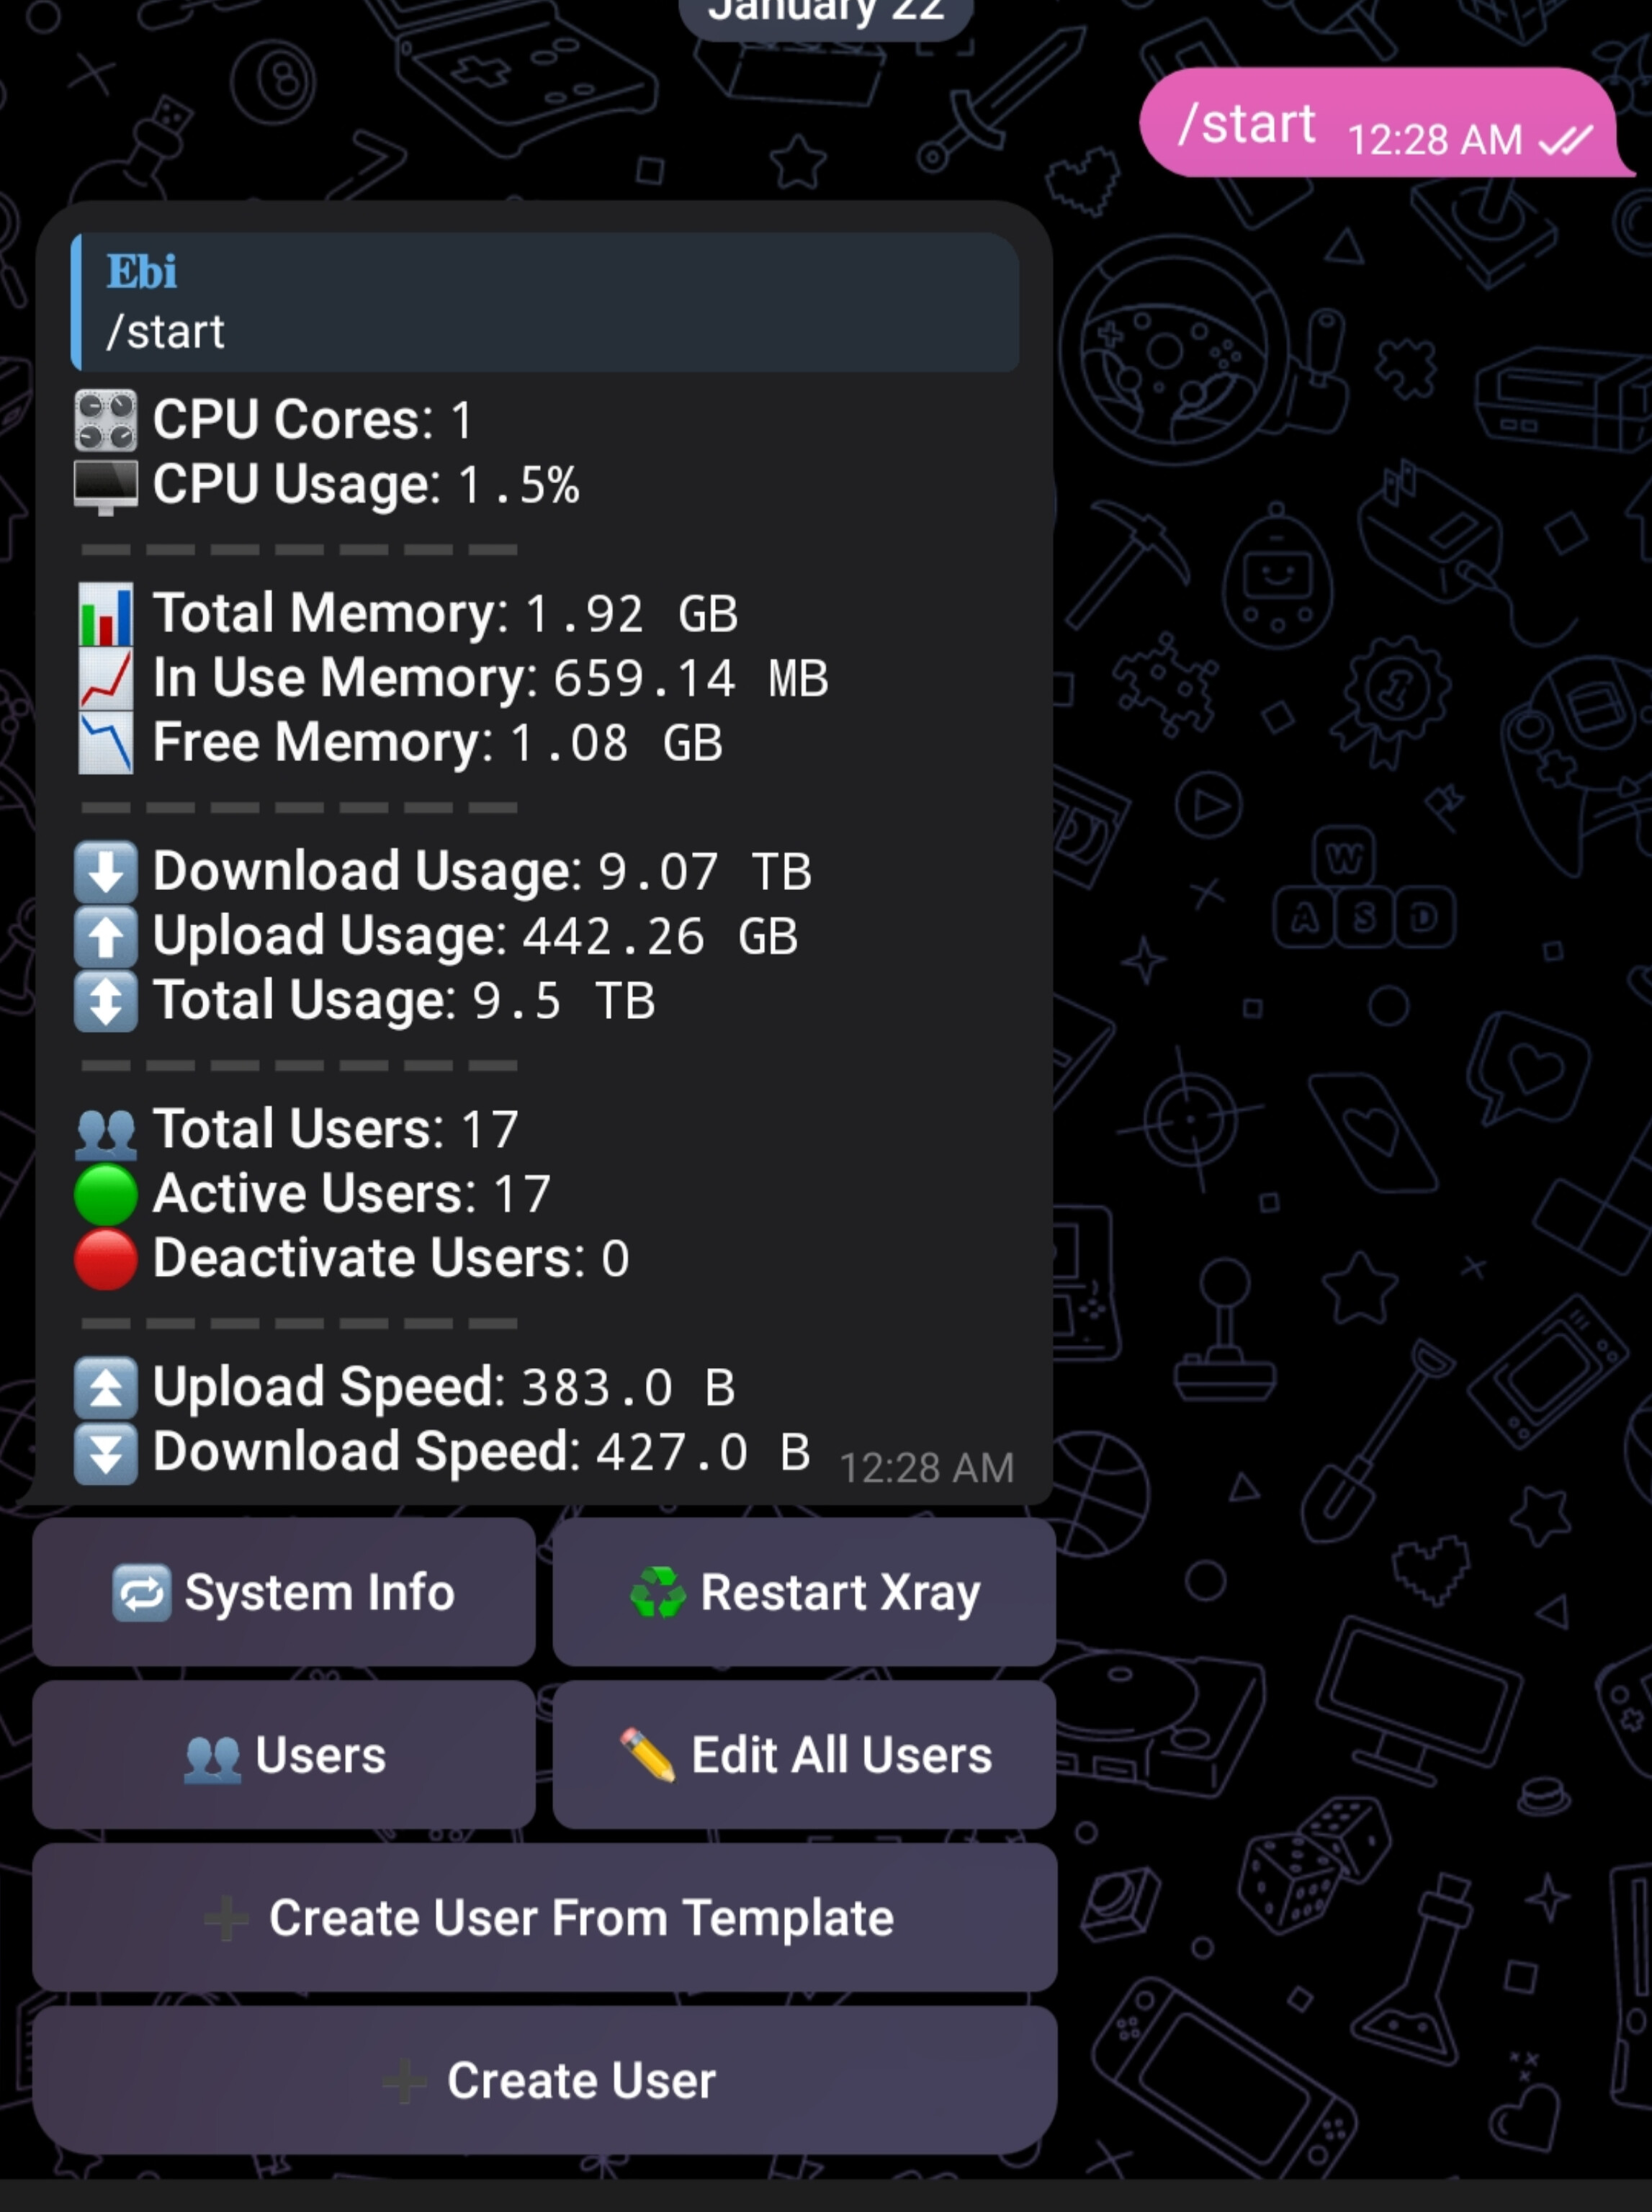 January 22
/start 12:28 AM
Ebi
/start
CPU Cores: 1
CPU Usage: 1.5%
Total Memory: 1.92 GB
In Use Memory: 659.14 MB
Free Memory: 1.08 GB
Download Usage: 9.07 TB
Upload Usage: 442.26 GB
Total Usage: 9.5 TB
Total Users: 17
Active Users: 17
Deactivate Users: 0
Upload Speed: 383.0 B
Download Speed: 427.0 B 12:28 AM
System Info
Restart Xray
Users
Edit All Users
Create User From Template
Create User
W
A S D
1